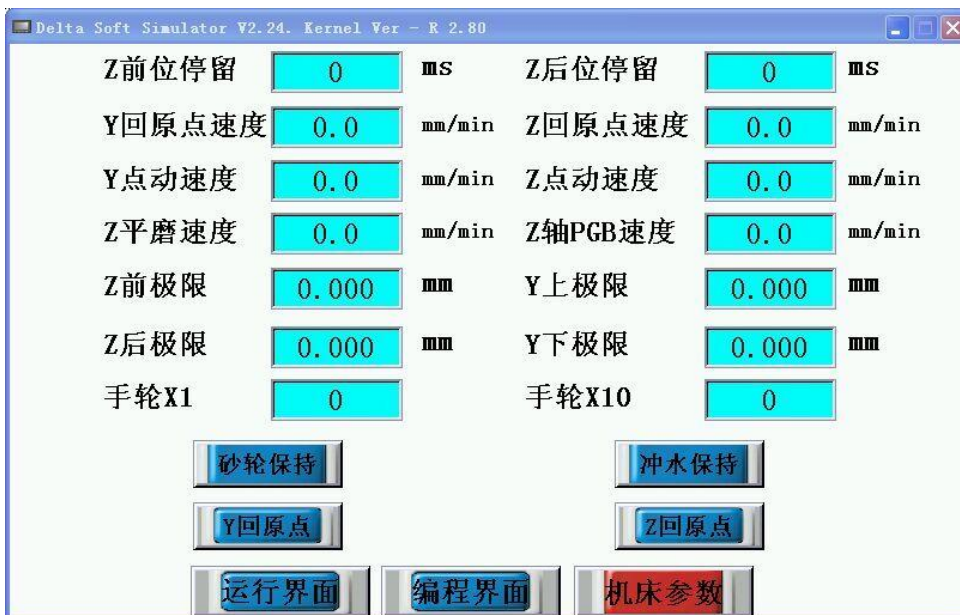 Delta Soft Simulator V2.24. Kernel Ver - R 2.80
Z前位停留 0 ms Z后位停留 0 ms
Y回原点速度 0.0 mm/min Z回原点速度 0.0 mm/min
Y点动速度 0.0 mm/min Z点动速度 0.0 mm/min
Z平磨速度 0.0 mm/min Z轴PGB速度 0.0 mm/min
Z前极限 0.000 mm Y上极限 0.000 mm
Z后极限 0.000 mm Y下极限 0.000 mm
手轮X1 0 手轮X10 0
砂轮保持 冲水保持
Y回原点 Z回原点
运行界面 编程界面 机床参数